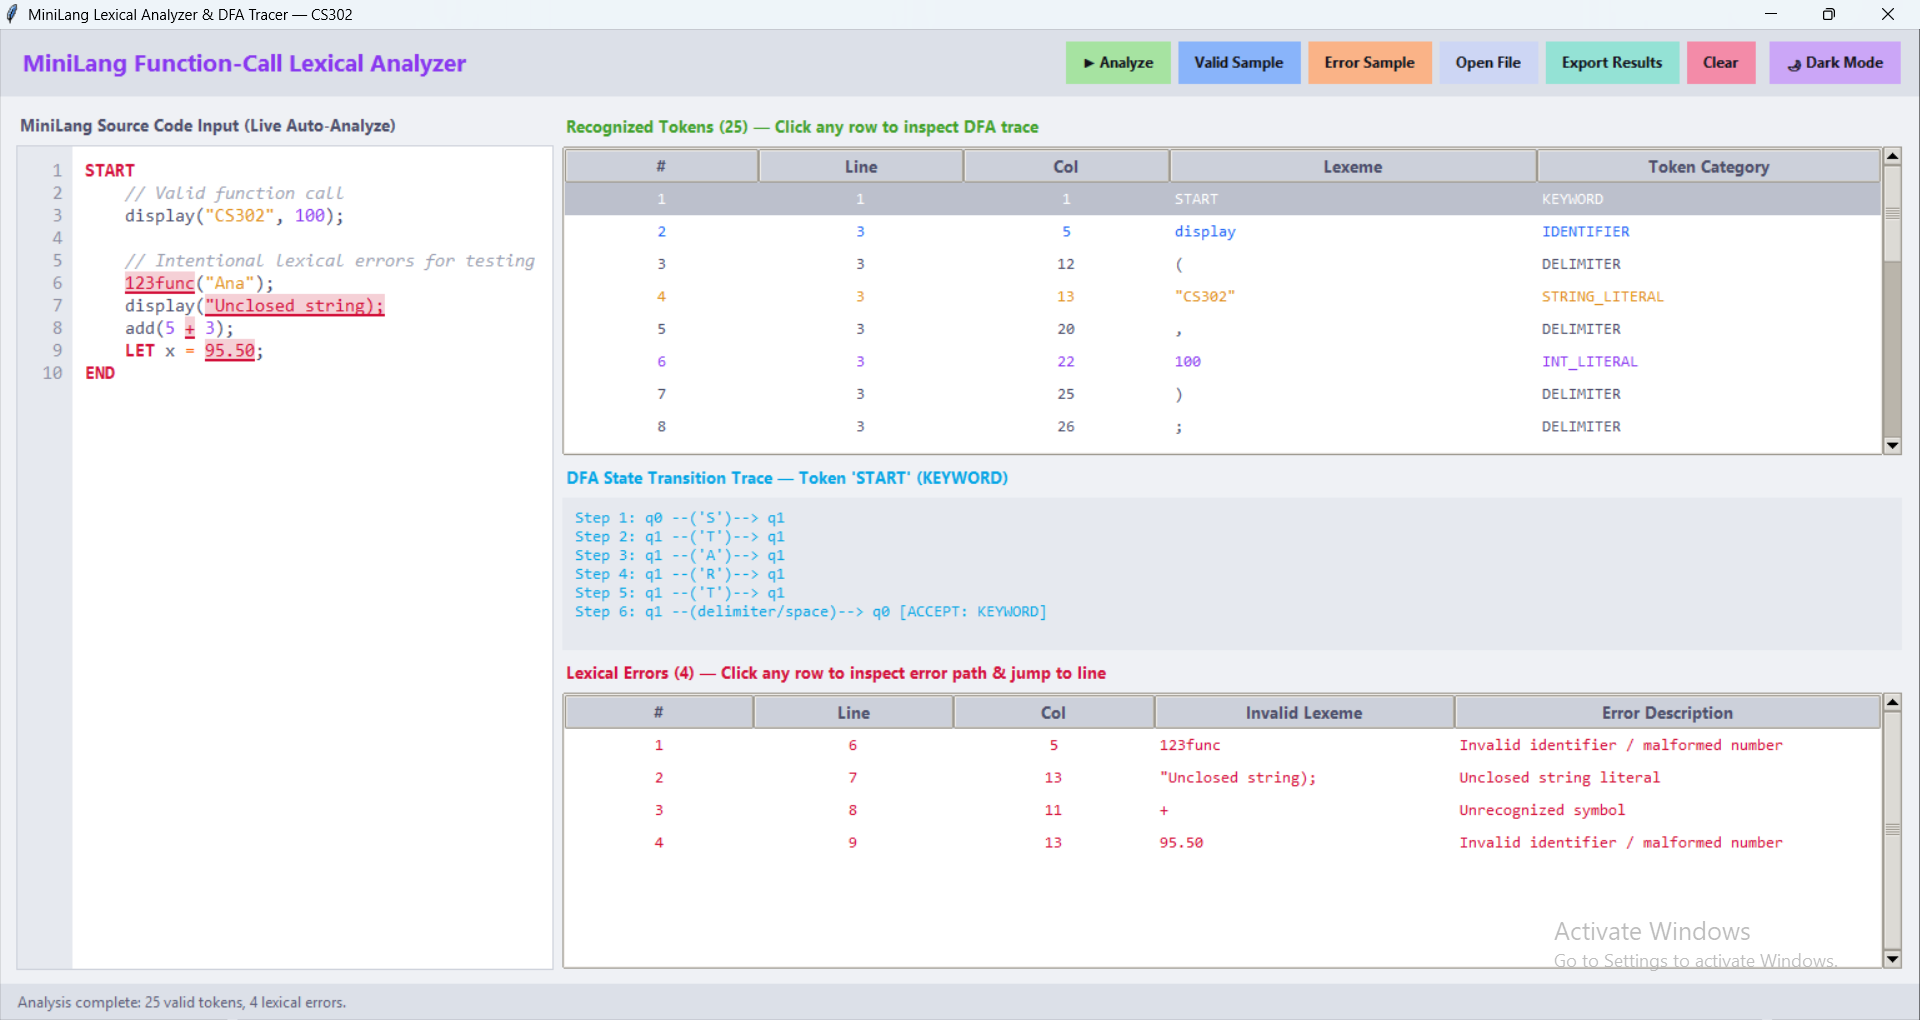 MiniLang Lexical Analyzer & DFA Tracer — CS302
MiniLang Function-Call Lexical Analyzer
► Analyze
Valid Sample
Error Sample
Open File
Export Results
Clear
🌙 Dark Mode
MiniLang Source Code Input (Live Auto-Analyze)
1 START
2 // Valid function call
3 display("CS302", 100);
4
5 // Intentional lexical errors for testing
6 123func("Ana");
7 display("Unclosed string);
8 add(5 + 3);
9 LET x = 95.50;
10 END
Recognized Tokens (25) — Click any row to inspect DFA trace
# Line Col Lexeme Token Category
1 1 1 START KEYWORD
2 3 5 display IDENTIFIER
3 3 12 ( DELIMITER
4 3 13 "CS302" STRING_LITERAL
5 3 20 , DELIMITER
6 3 22 100 INT_LITERAL
7 3 25 ) DELIMITER
8 3 26 ; DELIMITER
DFA State Transition Trace — Token 'START' (KEYWORD)
Step 1: q0 --('S')--> q1
Step 2: q1 --('T')--> q1
Step 3: q1 --('A')--> q1
Step 4: q1 --('R')--> q1
Step 5: q1 --('T')--> q1
Step 6: q1 --(delimiter/space)--> q0 [ACCEPT: KEYWORD]
Lexical Errors (4) — Click any row to inspect error path & jump to line
# Line Col Invalid Lexeme Error Description
1 6 5 123func Invalid identifier / malformed number
2 7 13 "Unclosed string); Unclosed string literal
3 8 11 + Unrecognized symbol
4 9 13 95.50 Invalid identifier / malformed number
Activate Windows
Go to Settings to activate Windows.
Analysis complete: 25 valid tokens, 4 lexical errors.